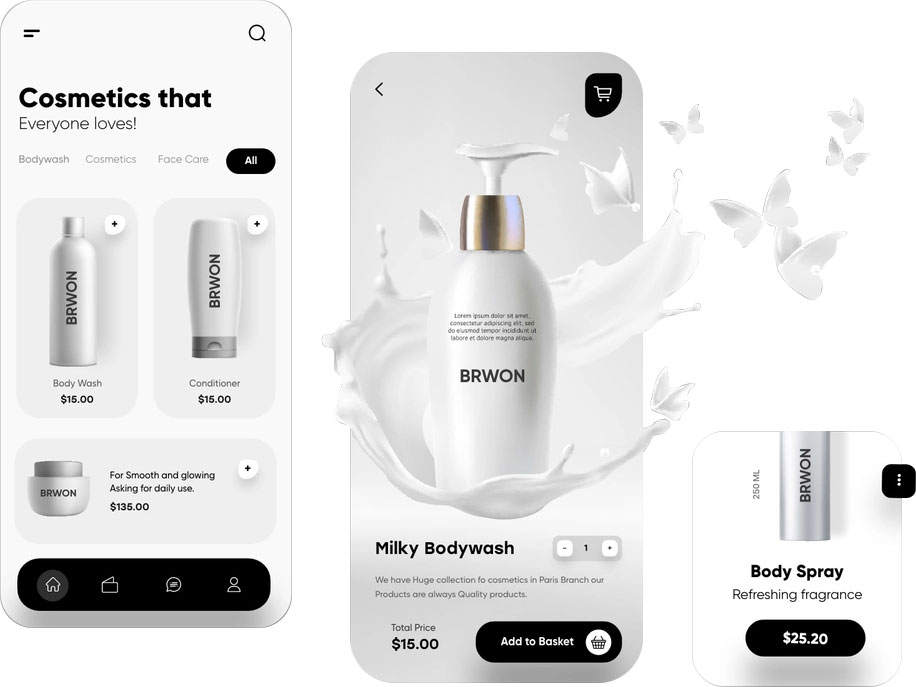 Cosmetics that
Everyone loves!
Bodywash Cosmetics Face Care All
+
BRWON
Body Wash
$15.00
+
BRWON
Conditioner
$15.00
BRWON
For Smooth and glowing
Asking for daily use.
$135.00
+
Lorem ipsum dolor sit amet,
consectetur adipiscing elit, sed
do eiusmod tempor incididunt ut
labore et dolore magna aliqua.
BRWON
Milky Bodywash
- 1 +
We have Huge collection fo cosmetics in Paris Branch our
Products are always Quality products.
Total Price
$15.00
Add to Basket
250 ML
BRWON
Body Spray
Refreshing fragrance
$25.20